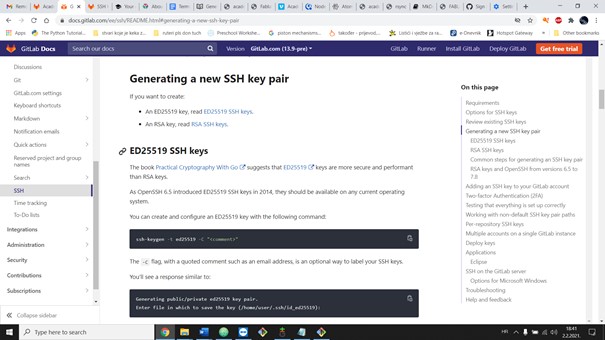 docs.gitlab.com/ee/ssh/README.html#generating-a-new-ssh-key-pair
Apps
The Python Tutorial
GitLab Docs
Search our docs
Version GitLab.com (13.9-pre)
GitLab
Runner
Install GitLab
Deploy GitLab
Get free trial
Discussions
Git
GitLab.com settings
Keyboard shortcuts
Markdown
Notification emails
Quick actions
Reserved project and group
names
Search
SSH
Time tracking
To-Do lists
Integrations
Administration
Security
Contributions
Subscriptions
Collapse sidebar
Generating a new SSH key pair
If you want to create:
• An ED25519 key, read ED25519 SSH keys.
• An RSA key, read RSA SSH keys.
ED25519 SSH keys
The book Practical Cryptography With Go suggests that ED25519 keys are more secure and performant
than RSA keys.
As OpenSSH 6.5 introduced ED25519 SSH keys in 2014, they should be available on any current operating
system.
You can create and configure an ED25519 key with the following command:
ssh-keygen -t ed25519 -C "<comment>"
The -C flag, with a quoted comment such as an email address, is an optional way to label your SSH keys.
You'll see a response similar to:
Generating public/private ed25519 key pair.
Enter file in which to save the key (/home/user/.ssh/id_ed25519):
On this page
Requirements
Options for SSH keys
Review existing SSH keys
Generating a new SSH key pair
ED25519 SSH keys
RSA SSH keys
Common steps for generating an SSH key pair
RSA keys and OpenSSH from versions 6.5 to
7.8
Adding an SSH key to your GitLab account
Two-factor Authentication (2FA)
Testing that everything is set up correctly
Working with non-default SSH key pair paths
Per-repository SSH keys
Multiple accounts on a single GitLab instance
Deploy keys
Applications
Eclipse
SSH on the GitLab server
Options for Microsoft Windows
Troubleshooting
Help and feedback
Type here to search
HR
18:41
2.2.2021.